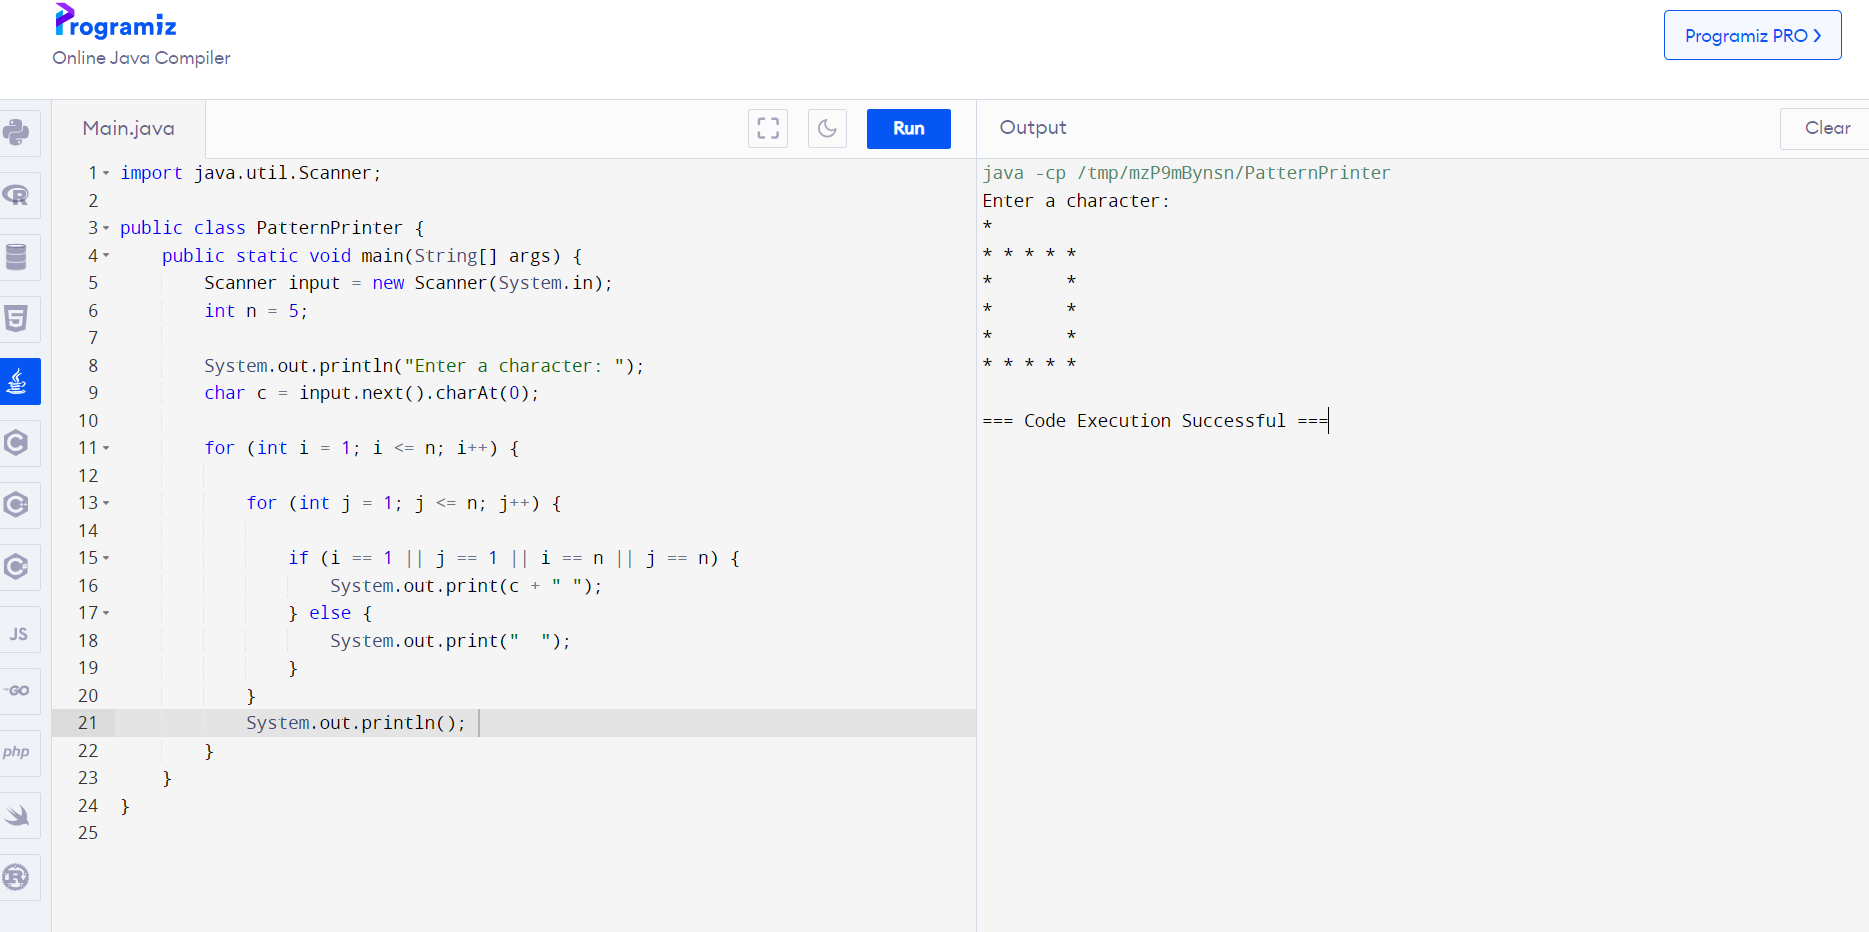 Programiz
Online Java Compiler
Programiz PRO ❯
Main.java
Run
Output
Clear
1 import java.util.Scanner;
2
3 public class PatternPrinter {
4     public static void main(String[] args) {
5         Scanner input = new Scanner(System.in);
6         int n = 5;
7
8         System.out.println("Enter a character: ");
9         char c = input.next().charAt(0);
10
11         for (int i = 1; i <= n; i++) {
12
13             for (int j = 1; j <= n; j++) {
14
15                 if (i == 1 || j == 1 || i == n || j == n) {
16                     System.out.print(c + " ");
17                 } else {
18                     System.out.print("  ");
19                 }
20             }
21             System.out.println();
22         }
23     }
24 }
25
java -cp /tmp/mzP9mBynsn/PatternPrinter
Enter a character:
*
* * * * *
*       *
*       *
*       *
* * * * *
=== Code Execution Successful ===
R
5
C
C
C
JS
GO
php
R